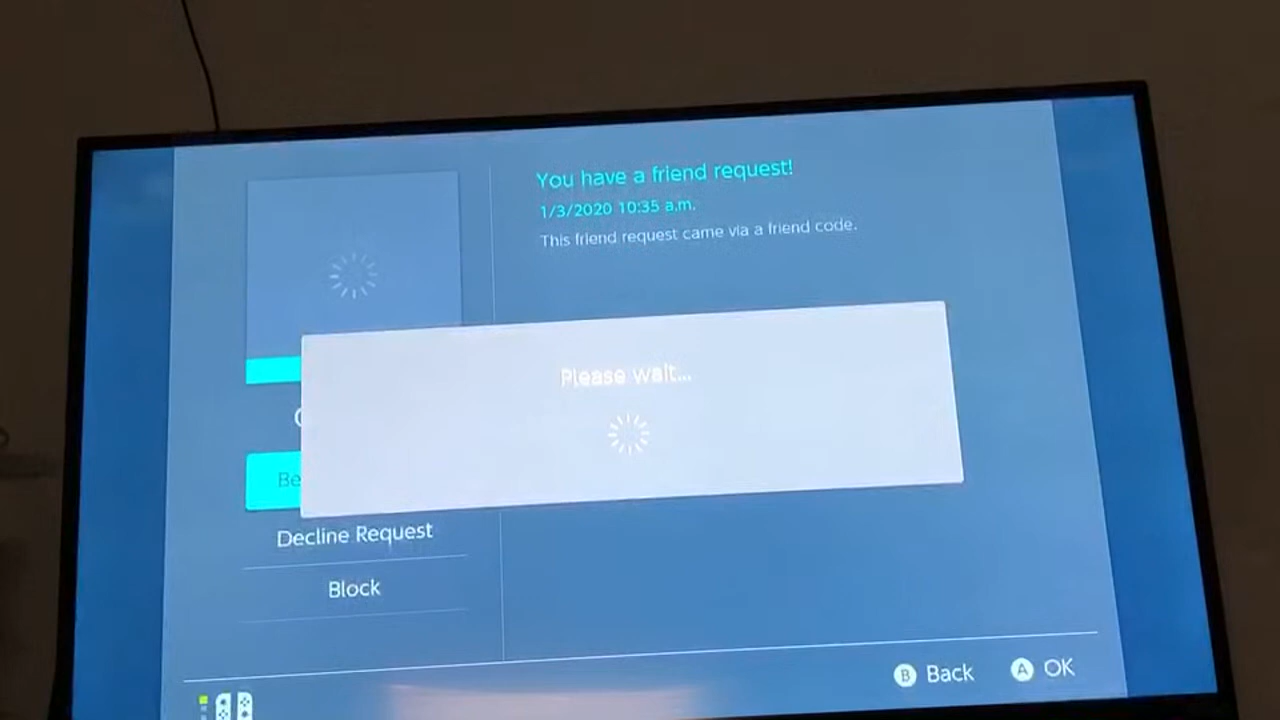 You have a friend request!
1/3/2020 10:35 a.m.
This friend request came via a friend code.
Please wait...
Be
Decline Request
Block
B Back
A OK